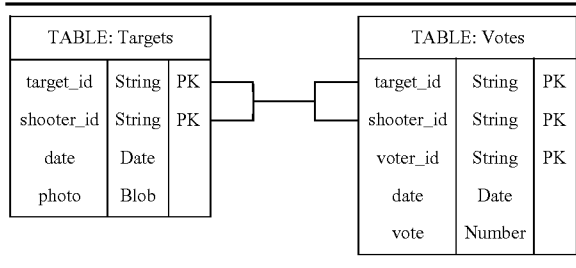 TABLE: Targets
target_id String PK
shooter_id String PK
date Date
photo Blob
TABLE: Votes
target_id String PK
shooter_id String PK
voter_id String PK
date Date
vote Number